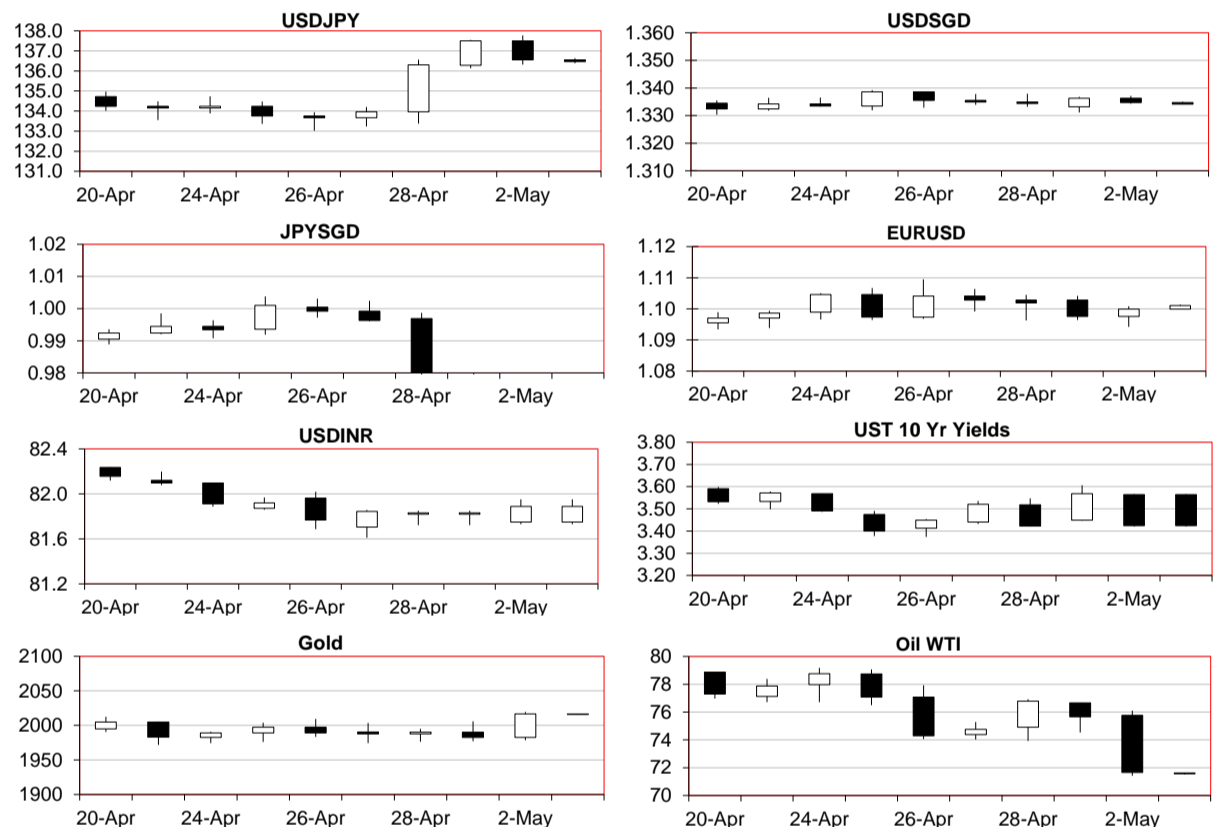 USDJPY
138.0
137.0
136.0
135.0
134.0
133.0
132.0
131.0
20-Apr 24-Apr 26-Apr 28-Apr 2-May
USDSGD
1.360
1.350
1.340
1.330
1.320
1.310
20-Apr 24-Apr 26-Apr 28-Apr 2-May
JPYSGD
1.02
1.01
1.00
0.99
0.98
20-Apr 24-Apr 26-Apr 28-Apr 2-May
EURUSD
1.12
1.11
1.10
1.09
1.08
20-Apr 24-Apr 26-Apr 28-Apr 2-May
USDINR
82.4
82.0
81.6
81.2
20-Apr 24-Apr 26-Apr 28-Apr 2-May
UST 10 Yr Yields
3.80
3.70
3.60
3.50
3.40
3.30
3.20
20-Apr 24-Apr 26-Apr 28-Apr 2-May
Gold
2100
2050
2000
1950
1900
20-Apr 24-Apr 26-Apr 28-Apr 2-May
Oil WTI
80
78
76
74
72
70
20-Apr 24-Apr 26-Apr 28-Apr 2-May